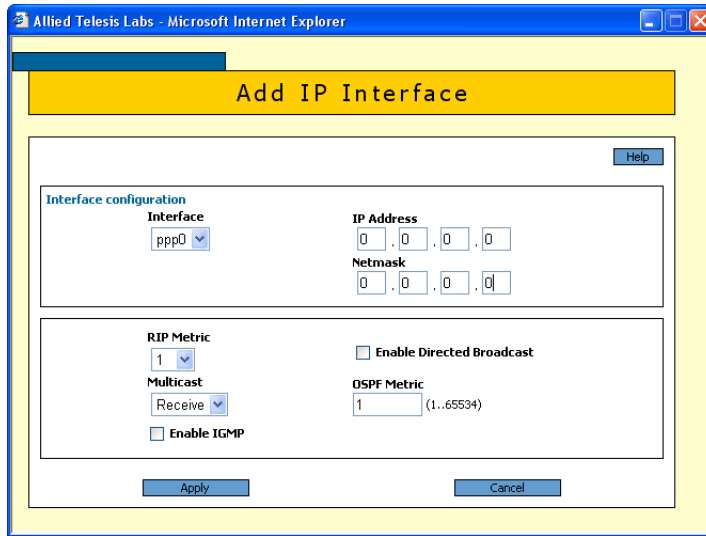 Allied Telesis Labs - Microsoft Internet Explorer
Add IP Interface
Help
Interface configuration
Interface
ppp0
IP Address
0 . 0 . 0 . 0
Netmask
0 . 0 . 0 . 0
RIP Metric
1
Enable Directed Broadcast
Multicast
Receive
OSPF Metric
1 (1..65534)
Enable IGMP
Apply
Cancel